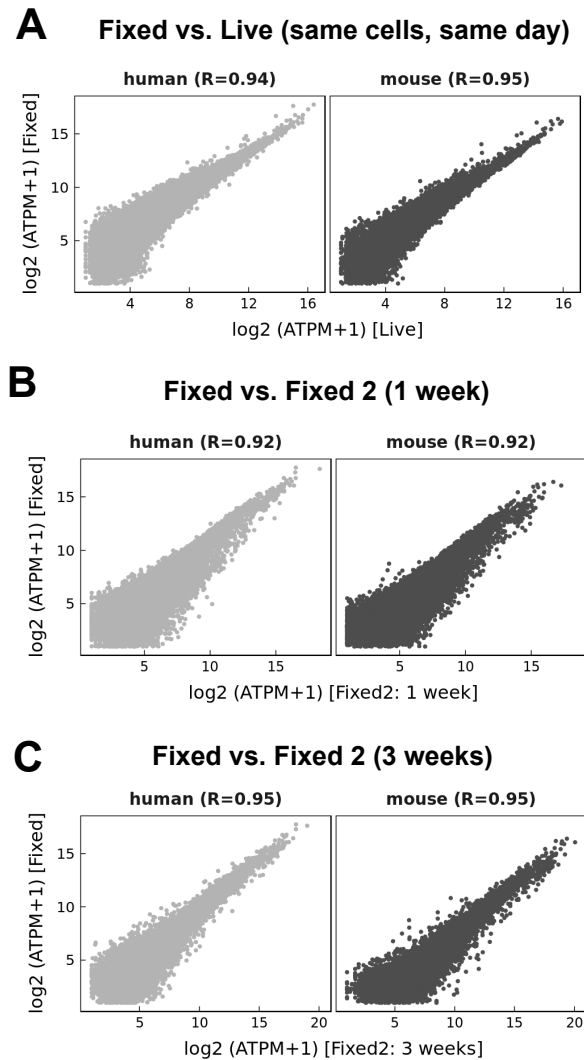 A
Fixed vs. Live (same cells, same day)
human (R=0.94)
mouse (R=0.95)
log2 (ATPM+1) [Fixed]
15
10
5
4
8
12
16
4
8
12
16
log2 (ATPM+1) [Live]
B
Fixed vs. Fixed 2 (1 week)
human (R=0.92)
mouse (R=0.92)
log2 (ATPM+1) [Fixed]
15
10
5
5
10
15
5
10
15
log2 (ATPM+1) [Fixed2: 1 week]
C
Fixed vs. Fixed 2 (3 weeks)
human (R=0.95)
mouse (R=0.95)
log2 (ATPM+1) [Fixed]
15
10
5
5
10
15
20
5
10
15
20
log2 (ATPM+1) [Fixed2: 3 weeks]